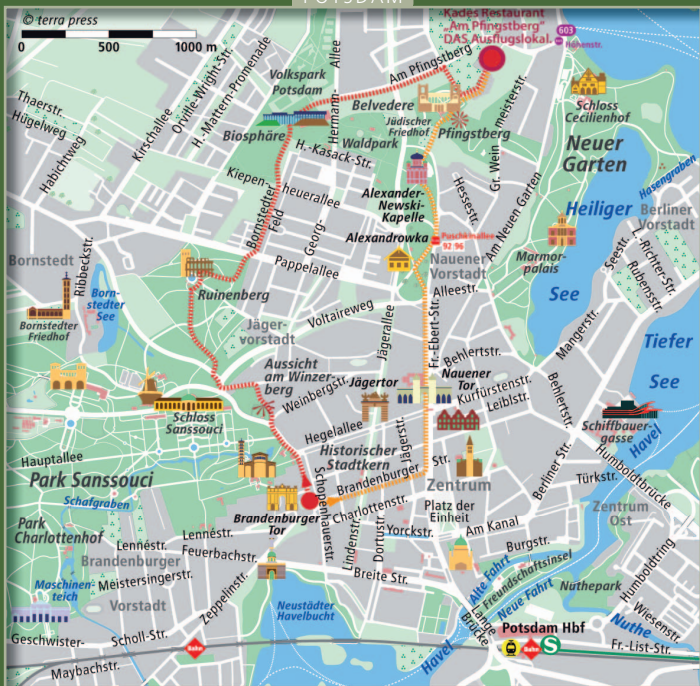 POTSDAM
© terra press
0 500 1000 m
Kades Restaurant
"Am Pfingstberg"
DAS Ausflugslokal.
603
Höhenstr.
Am Pfingstberg
Volkspark
Potsdam
Hermann-
Allee
Orville-Wright-Str.
H.-Mattern-Promenade
Kirschallee
Thaerstr.
Hügelweg
Habichtweg
Biosphäre
Belvedere
Jüdischer
Friedhof
Pfingstberg
Waldpark
H.-Kasack-Str.
Gr. Weinmeisterstr.
Schloss
Cecilienhof
Neuer
Garten
Hasengraben
Heiliger
See
Berliner
Vorstadt
Kiepen-
heuerallee
Bornstedter
Feld
Georg-
Alexander-
Newski-
Kapelle
Hessestr.
Am Neuen Garten
Alexandrowka
Puschkinallee
92 96
Nauener
Vorstadt
Marmor-
palais
Seestr.
J.-Richter-Str.
Rubensstr.
Bornstedt
Ribbeckstr.
Born-
stedter
See
Bornstedter
Friedhof
Ruinenberg
Pappelallee
Voltaireweg
Alleestr.
Jäger-
vorstadt
Jägerallee
Fr.-Ebert-Str.
Behlertstr.
Mangerstr.
Tiefer
See
Aussicht
am Winzer-
berg
Weinbergstr.
Jägertor
Nauener
Tor
Kurfürstenstr.
Leiblstr.
Behlertstr.
Schiffbauer-
gasse
Havel
Schloss
Sanssouci
Hegelallee
Jägerstr.
Historischer
Stadtkern
Hauptallee
Park Sanssouci
Schafgraben
Brandenburger
Str.
Zentrum
Berliner Str.
Humboldtbrücke
Türkstr.
Zentrum
Ost
Park
Charlottenhof
Brandenburger
Tor
Schopenhauerstr.
Charlottenstr.
Lindenstr.
Dortustr.
Yorckstr.
Platz der
Einheit
Am Kanal
Burgstr.
Lennéstr.
Lennéstr.
Feuerbachstr.
Brandenburger
Vorstadt
Meistersingerstr.
Breite Str.
Maschinen-
teich
Zeppelinstr.
Neustädter
Havelbucht
Alte Fahrt
Freundschaftsinsel
Neue Fahrt
Nuthepark
Humboldtring
Wiesenstr.
Nuthe
Geschwister-
Scholl-Str.
Bahn
Maybachstr.
Havel
Lange
Brücke
Potsdam Hbf
Bahn
S
Fr.-List-Str.